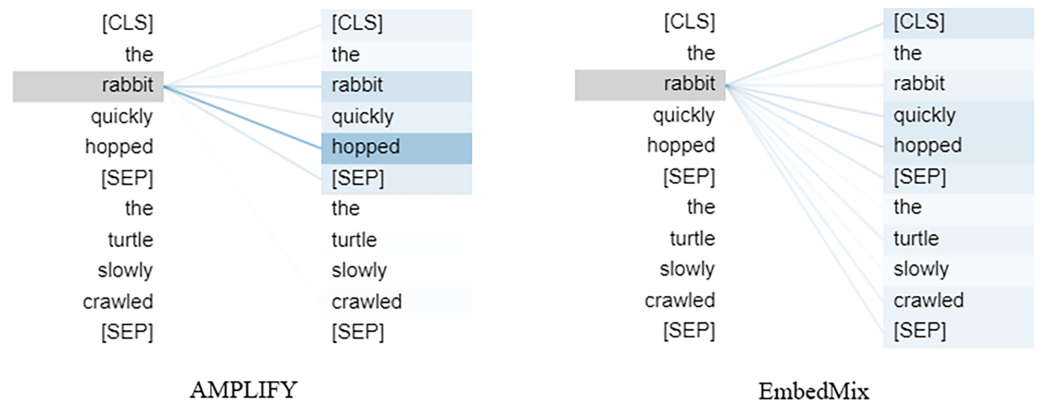 [CLS] [CLS]
the the
rabbit rabbit
quickly quickly
hopped hopped
[SEP] [SEP]
the the
turtle turtle
slowly slowly
crawled crawled
[SEP] [SEP]
AMPLIFY
[CLS] [CLS]
the the
rabbit rabbit
quickly quickly
hopped hopped
[SEP] [SEP]
the the
turtle turtle
slowly slowly
crawled crawled
[SEP] [SEP]
EmbedMix